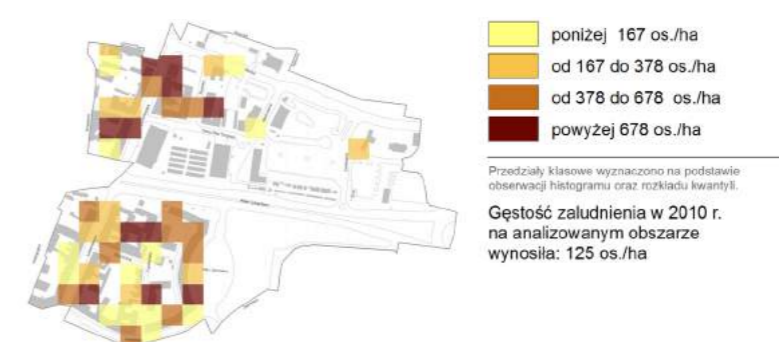 poniżej 167 os./ha
od 167 do 378 os./ha
od 378 do 678 os./ha
powyżej 678 os./ha
Przedziały klasowe wyznaczono na podstawie
obserwacji histogramu oraz rozkładu kwantyli.
Gęstość zaludnienia w 2010 r.
na analizowanym obszarze
wynosiła: 125 os./ha